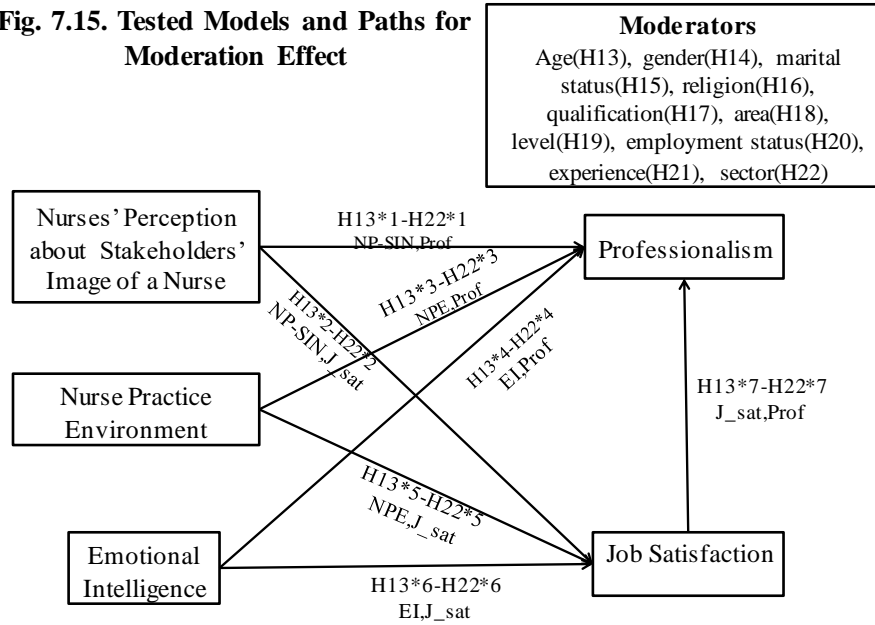 Fig. 7.15. Tested Models and Paths for
Moderation Effect
Moderators
Age(H13), gender(H14), marital
status(H15), religion(H16),
qualification(H17), area(H18),
level(H19), employment status(H20),
experience(H21), sector(H22)
Nurses' Perception
about Stakeholders'
Image of a Nurse
H13*1-H22*1
NP-SIN,Prof
Professionalism
H13*3-H22*3
NPE,Prof
H13*2-H22*2
NP-SIN,J_sat
H13*4-H22*4
EI,Prof
Nurse Practice
Environment
H13*7-H22*7
J_sat,Prof
H13*5-H22*5
NPE,J_sat
Emotional
Intelligence
Job Satisfaction
H13*6-H22*6
EI,J_sat